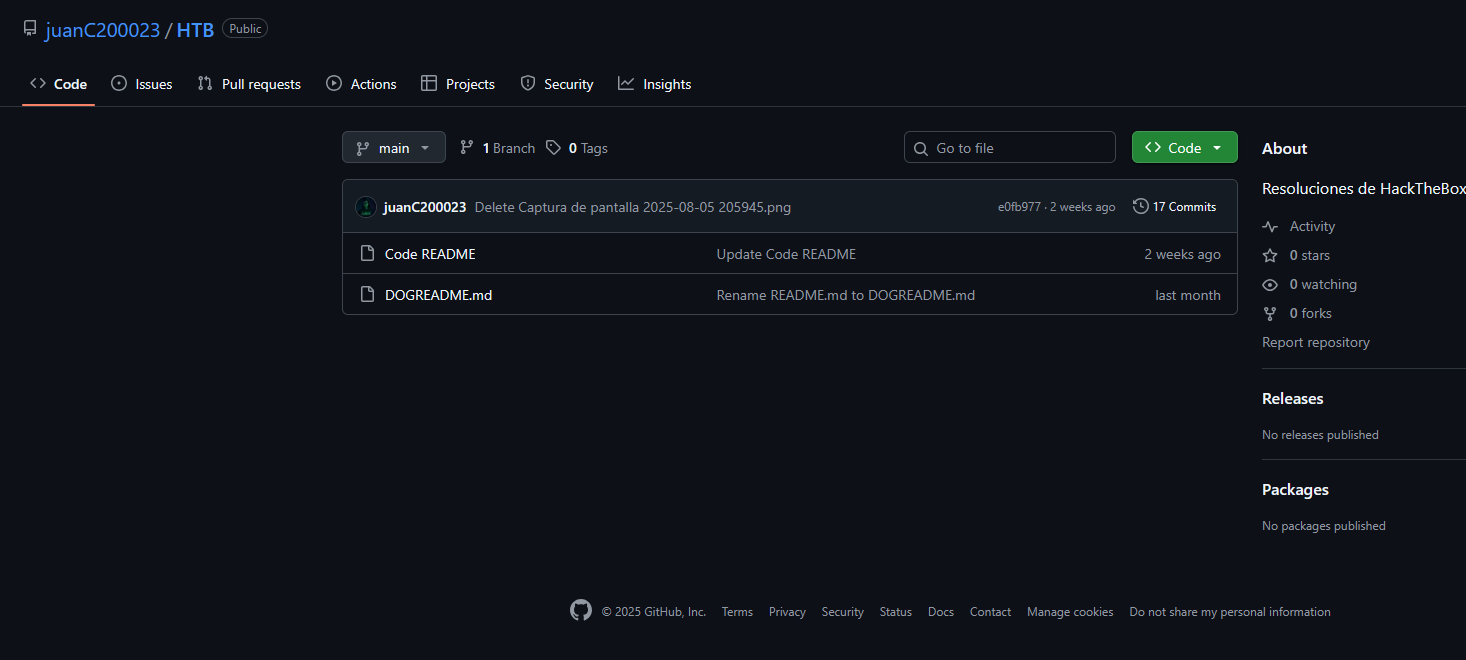 juanC200023 / HTB Public
Code Issues Pull requests Actions Projects Security Insights
main 1 Branch 0 Tags Go to file Code
juanC200023 Delete Captura de pantalla 2025-08-05 205945.png e0fb977 · 2 weeks ago 17 Commits
Code README Update Code README 2 weeks ago
DOGREADME.md Rename README.md to DOGREADME.md last month
About
Resoluciones de HackTheBox
Activity
0 stars
0 watching
0 forks
Report repository
Releases
No releases published
Packages
No packages published
© 2025 GitHub, Inc. Terms Privacy Security Status Docs Contact Manage cookies Do not share my personal information